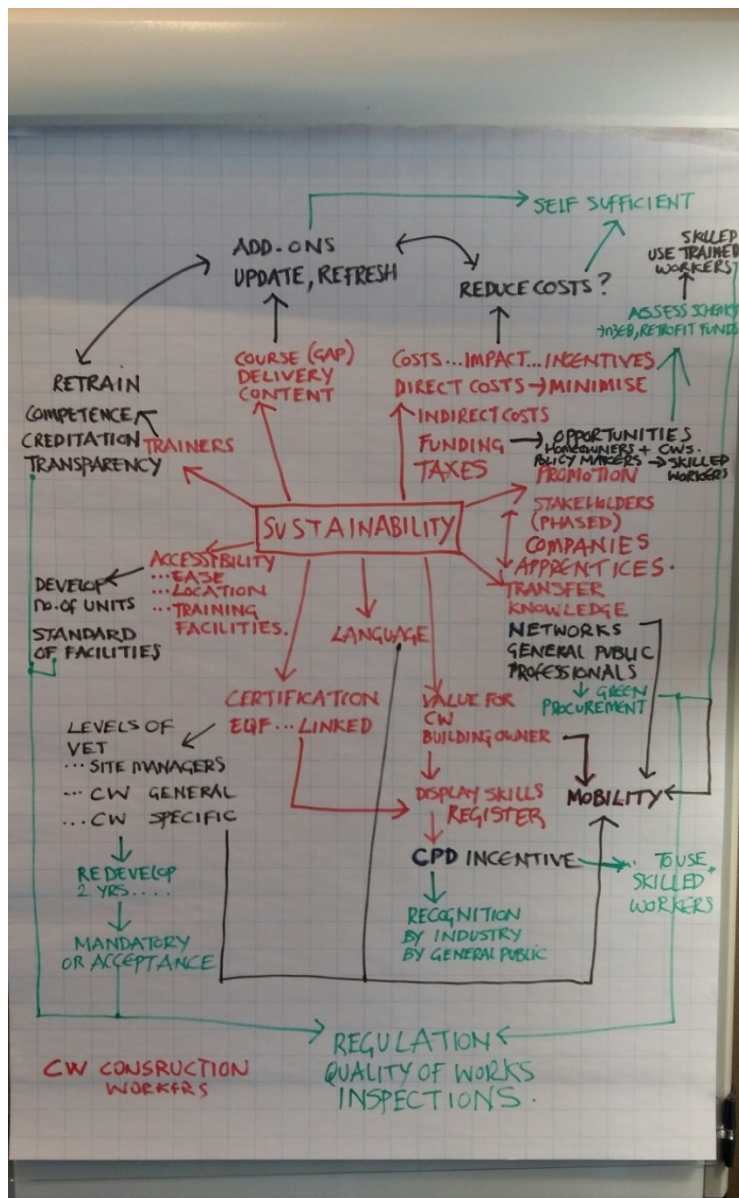 SELF SUFFICIENT
ADD-ONS
UPDATE, REFRESH
REDUCE COSTS?
SKILLED
USE TRAINED
WORKERS
ASSESS
RETROFIT FUNDS
COURSE (GAP)
DELIVERY
CONTENT
COSTS...IMPACT...INCENTIVES
DIRECT COSTS → MINIMISE
INDIRECT COSTS
FUNDING
TAXES
→ OPPORTUNITIES
HOMEOWNERS + CWS.
POLICY MAKERS → SKILLED
WORKERS
RETRAIN
COMPETENCE
CREDITATION
TRANSPARENCY
TRAINERS
PROMOTION
STAKEHOLDERS
(PHASED)
COMPANIES
APPRENTICES.
TRANSFER
KNOWLEDGE
NETWORKS
GENERAL PUBLIC
PROFESSIONALS
GREEN
PROCUREMENT
SUSTAINABILITY
ACCESSIBILITY
...EASE
...LOCATION
...TRAINING
FACILITIES.
DEVELOP
no. of UNITS
STANDARD
OF FACILITIES
LANGUAGE
CERTIFICATION
EQF...LINKED
LEVELS OF
VET
...SITE MANAGERS
...CW GENERAL
...CW SPECIFIC
REDEVELOP
2 YRS....
MANDATORY
OR ACCEPTANCE
VALUE FOR
CW
BUILDING OWNER
DISPLAY SKILLS
REGISTER
MOBILITY
CPD INCENTIVE
TO USE
SKILLED
WORKERS
RECOGNITION
BY INDUSTRY
BY GENERAL PUBLIC
REGULATION
QUALITY OF WORKS
INSPECTIONS.
CW CONSRUCTION
WORKERS